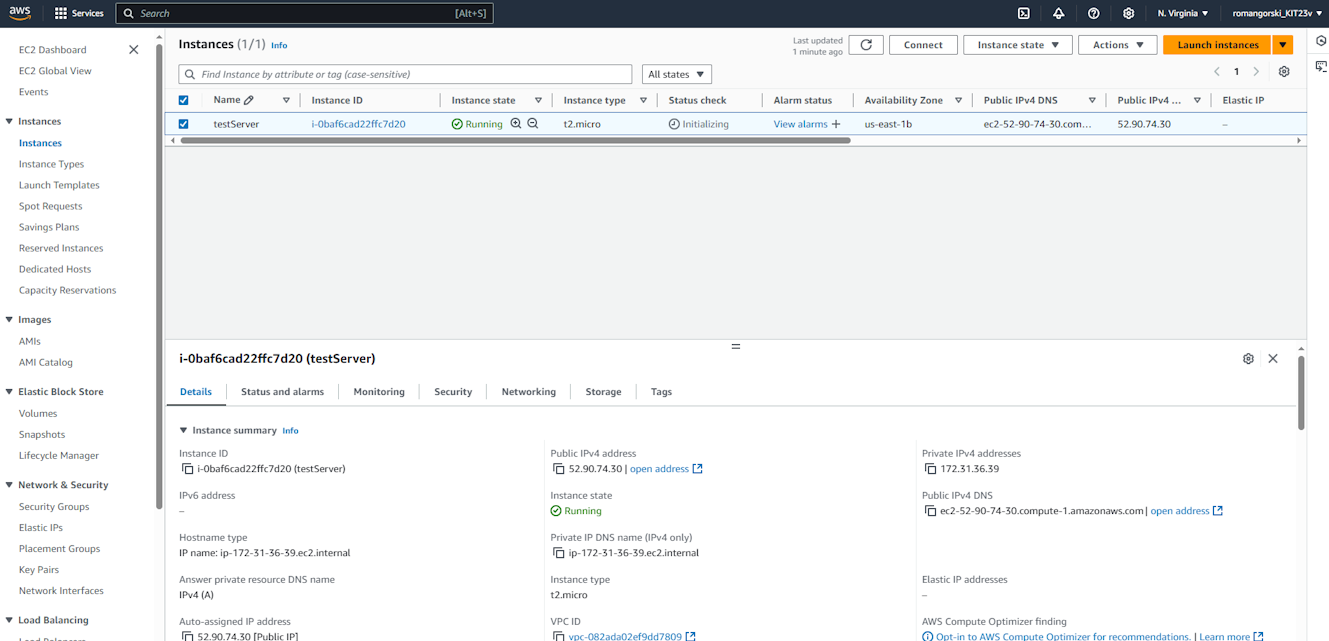 aws Services Search [Alt+S] N. Virginia romangorski_KIT23v
EC2 Dashboard
EC2 Global View
Events
Instances
Instances
Instance Types
Launch Templates
Spot Requests
Savings Plans
Reserved Instances
Dedicated Hosts
Capacity Reservations
Images
AMIs
AMI Catalog
Elastic Block Store
Volumes
Snapshots
Lifecycle Manager
Network & Security
Security Groups
Elastic IPs
Placement Groups
Key Pairs
Network Interfaces
Load Balancing
Load Balancers
Instances (1/1) Info
Last updated
1 minute ago
Connect Instance state Actions Launch instances
Find Instance by attribute or tag (case-sensitive) All states 1
Name Instance ID Instance state Instance type Status check Alarm status Availability Zone Public IPv4 DNS Public IPv4 ... Elastic IP
testServer i-0baf6cad22ffc7d20 Running t2.micro Initializing View alarms + us-east-1b ec2-52-90-74-30.com... 52.90.74.30 –
i-0baf6cad22ffc7d20 (testServer)
Details Status and alarms Monitoring Security Networking Storage Tags
Instance summary Info
Instance ID
i-0baf6cad22ffc7d20 (testServer)
IPv6 address
–
Hostname type
IP name: ip-172-31-36-39.ec2.internal
Answer private resource DNS name
IPv4 (A)
Auto-assigned IP address
52.90.74.30 [Public IP]
Public IPv4 address
52.90.74.30 | open address
Instance state
Running
Private IP DNS name (IPv4 only)
ip-172-31-36-39.ec2.internal
Instance type
t2.micro
VPC ID
vpc-082ada02ef9dd7809
Private IPv4 addresses
172.31.36.39
Public IPv4 DNS
ec2-52-90-74-30.compute-1.amazonaws.com | open address
Elastic IP addresses
–
AWS Compute Optimizer finding
Opt-in to AWS Compute Optimizer for recommendations. | Learn more